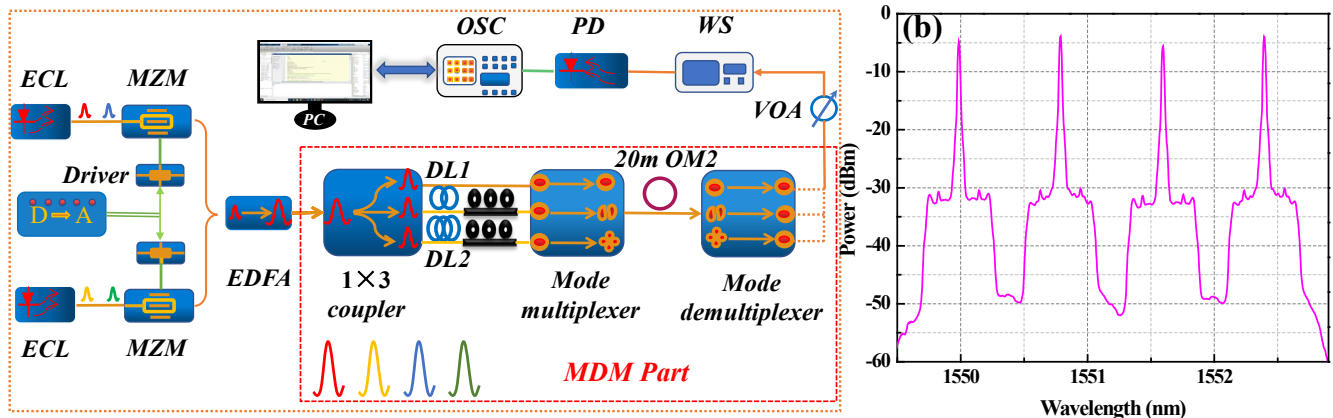 ECL
MZM
Driver
D⇒A
ECL
MZM
EDFA
PC
OSC
PD
WS
VOA
DL1
DL2
20m OM2
1×3
coupler
Mode
multiplexer
Mode
demultiplexer
MDM Part
(b)
Power (dBm)
0
-10
-20
-30
-40
-50
-60
1550
1551
1552
Wavelength (nm)